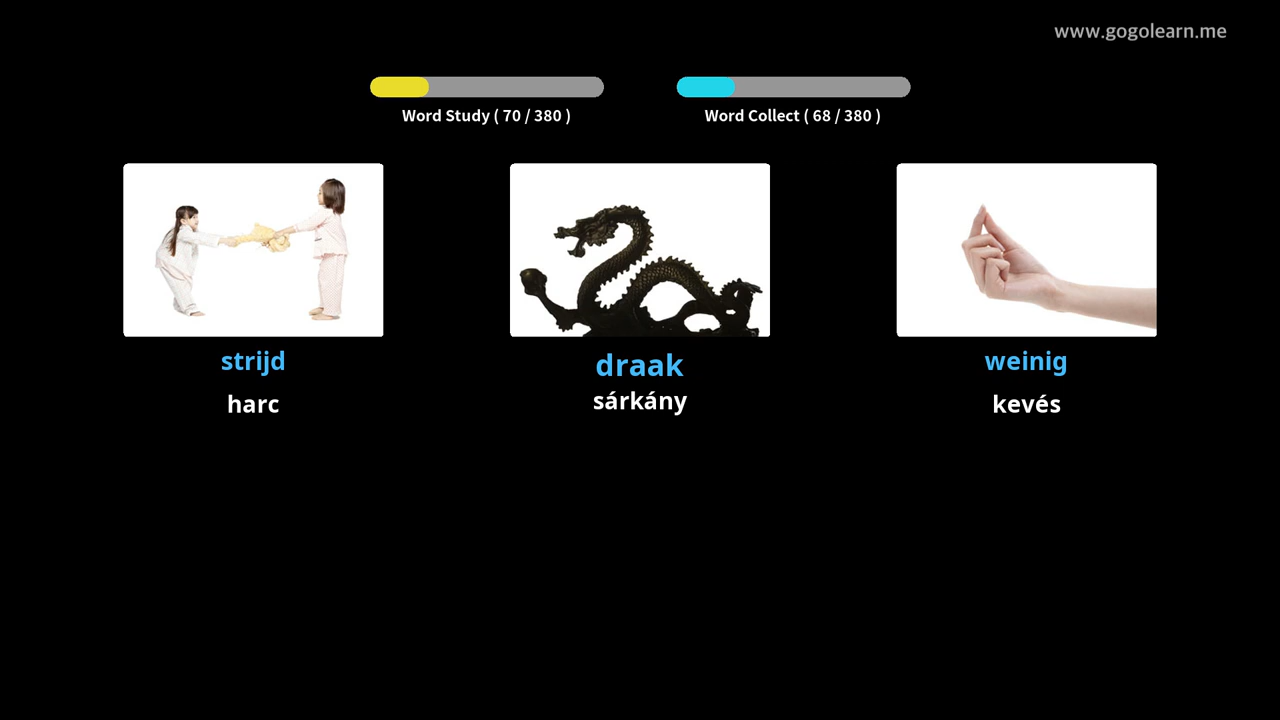 www.gogolearn.me
Word Study ( 70 / 380 )
Word Collect ( 68 / 380 )
strijd
harc
draak
sárkány
weinig
kevés